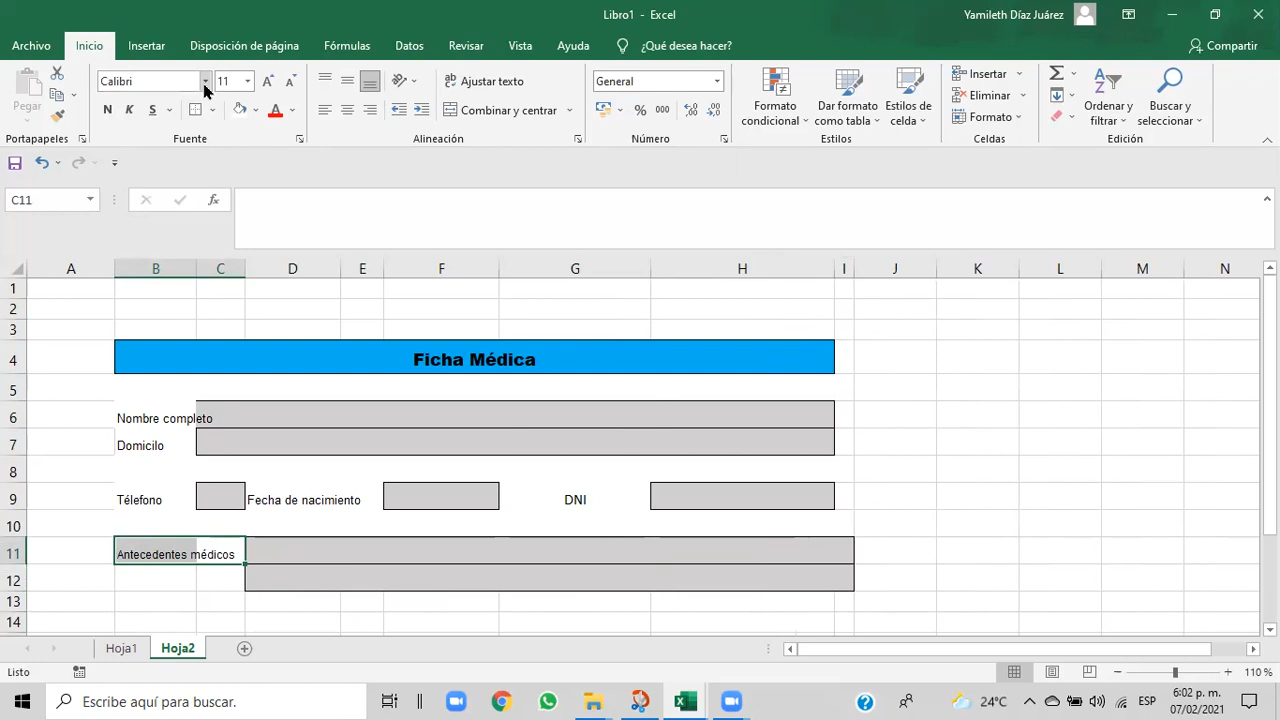 Libro1 - Excel
Yamileth Díaz Juárez
Archivo Inicio Insertar Disposición de página Fórmulas Datos Revisar Vista Ayuda ¿Qué desea hacer? Compartir
Pegar
Calibri 11
N K S
Ajustar texto
Combinar y centrar
General
% 000
Formato condicional
Dar formato como tabla
Estilos de celda
Insertar
Eliminar
Formato
Ordenar y filtrar
Buscar y seleccionar
Portapapeles Fuente Alineación Número Estilos Celdas Edición
C11 fx
A B C D E F G H I J K L M N
1
2
3
4 Ficha Médica
5
6 Nombre completo
7 Domicilo
8
9 Télefono Fecha de nacimiento DNI
10
11 Antecedentes médicos
12
13
14
Hoja1 Hoja2
Listo 110 %
Escribe aquí para buscar.
24°C ESP 6:02 p. m.
07/02/2021